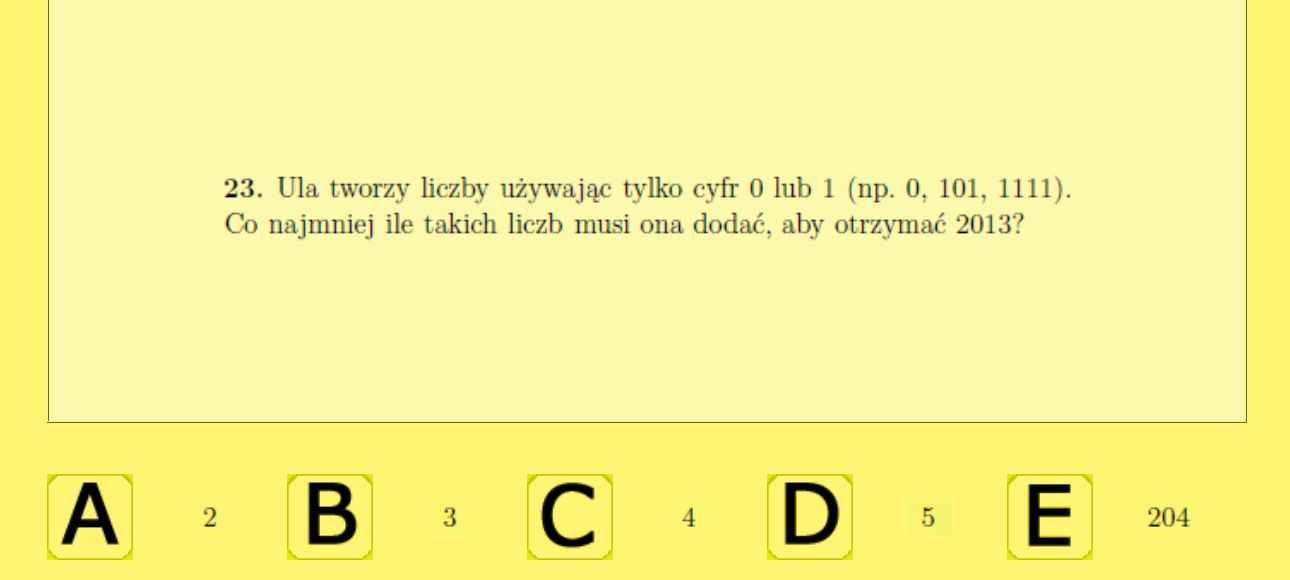 23. Ula tworzy liczby używając tylko cyfr 0 lub 1 (np. 0, 101, 1111).
Co najmniej ile takich liczb musi ona dodać, aby otrzymać 2013?
A 2 B 3 C 4 D 5 E 204